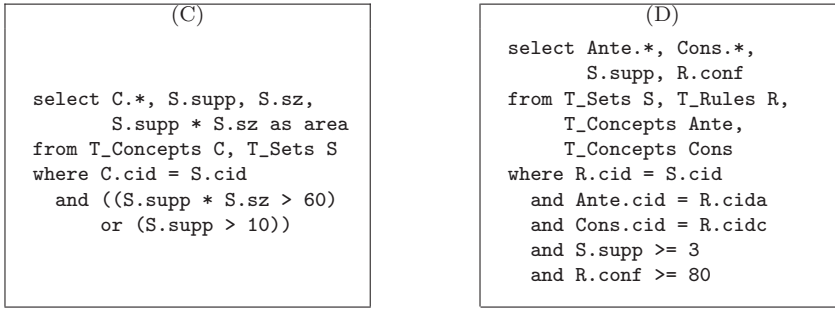 (C)
select C.*, S.supp, S.sz,
S.supp * S.sz as area
from T_Concepts C, T_Sets S
where C.cid = S.cid
and ((S.supp * S.sz > 60)
or (S.supp > 10))
(D)
select Ante.*, Cons.*,
S.supp, R.conf
from T_Sets S, T_Rules R,
T_Concepts Ante,
T_Concepts Cons
where R.cid = S.cid
and Ante.cid = R.cida
and Cons.cid = R.cidc
and S.supp >= 3
and R.conf >= 80